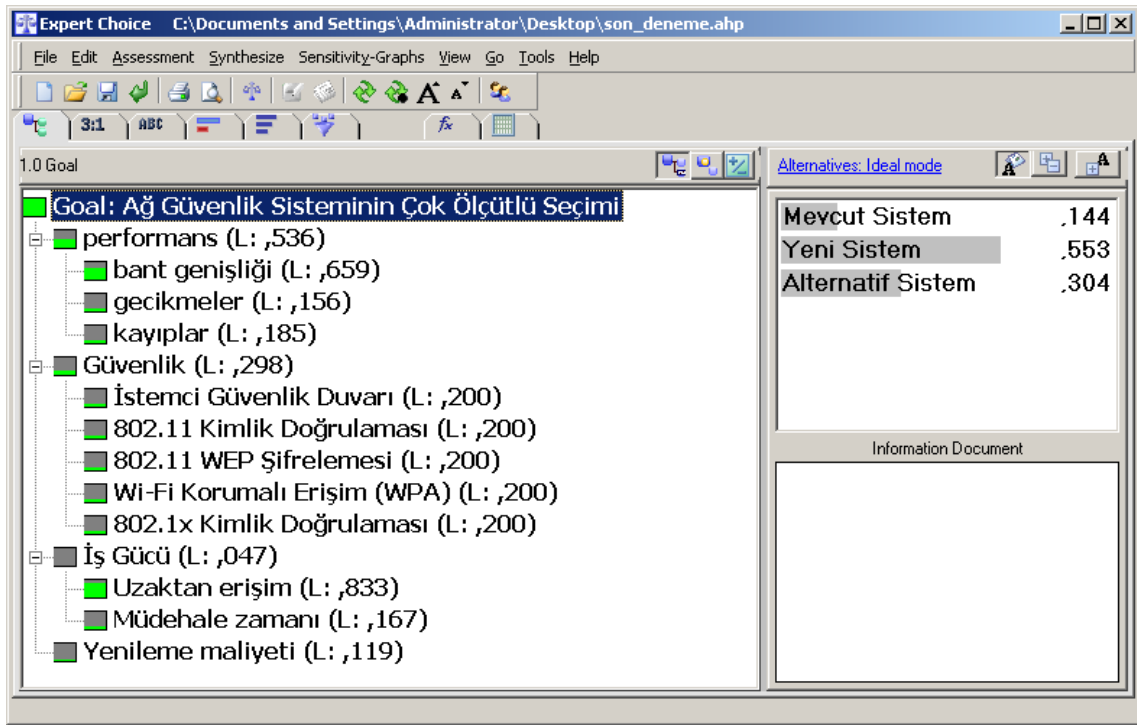 Expert Choice C:\Documents and Settings\Administrator\Desktop\son_deneme.ahp
File Edit Assessment Synthesize Sensitivity-Graphs View Go Tools Help
3:1 ABC fx
1.0 Goal
Alternatives: Ideal mode
Goal: Ağ Güvenlik Sisteminin Çok Ölçütlü Seçimi
performans (L: ,536)
bant genişliği (L: ,659)
gecikmeler (L: ,156)
kayıplar (L: ,185)
Güvenlik (L: ,298)
İstemci Güvenlik Duvarı (L: ,200)
802.11 Kimlik Doğrulaması (L: ,200)
802.11 WEP Şifrelemesi (L: ,200)
Wi-Fi Korumalı Erişim (WPA) (L: ,200)
802.1x Kimlik Doğrulaması (L: ,200)
İş Gücü (L: ,047)
Uzaktan erişim (L: ,833)
Müdehale zamanı (L: ,167)
Yenileme maliyeti (L: ,119)
Mevcut Sistem ,144
Yeni Sistem ,553
Alternatif Sistem ,304
Information Document